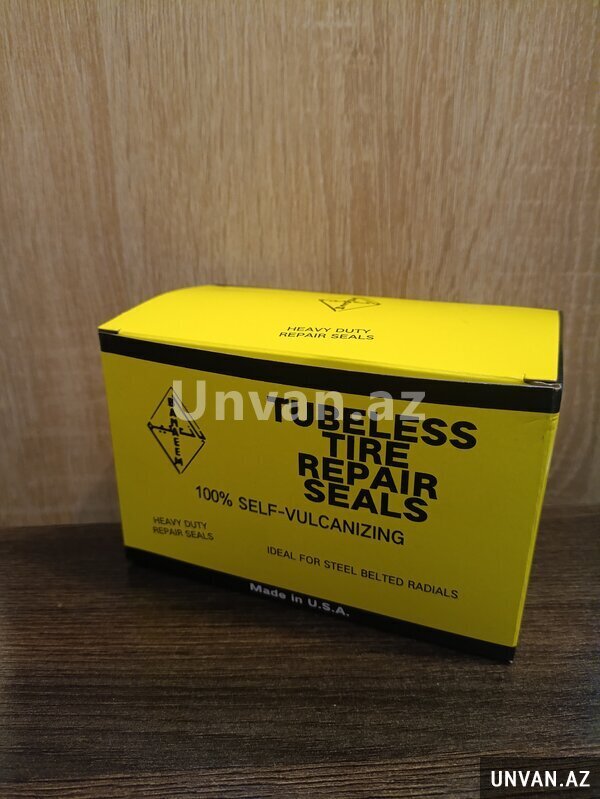 HEAVY DUTY
REPAIR SEALS
Unvan.az
TUBELESS
TIRE
REPAIR
SEALS
100% SELF-VULCANIZING
HEAVY DUTY
REPAIR SEALS
IDEAL FOR STEEL BELTED RADIALS
Made in U.S.A.
UNVAN.AZ